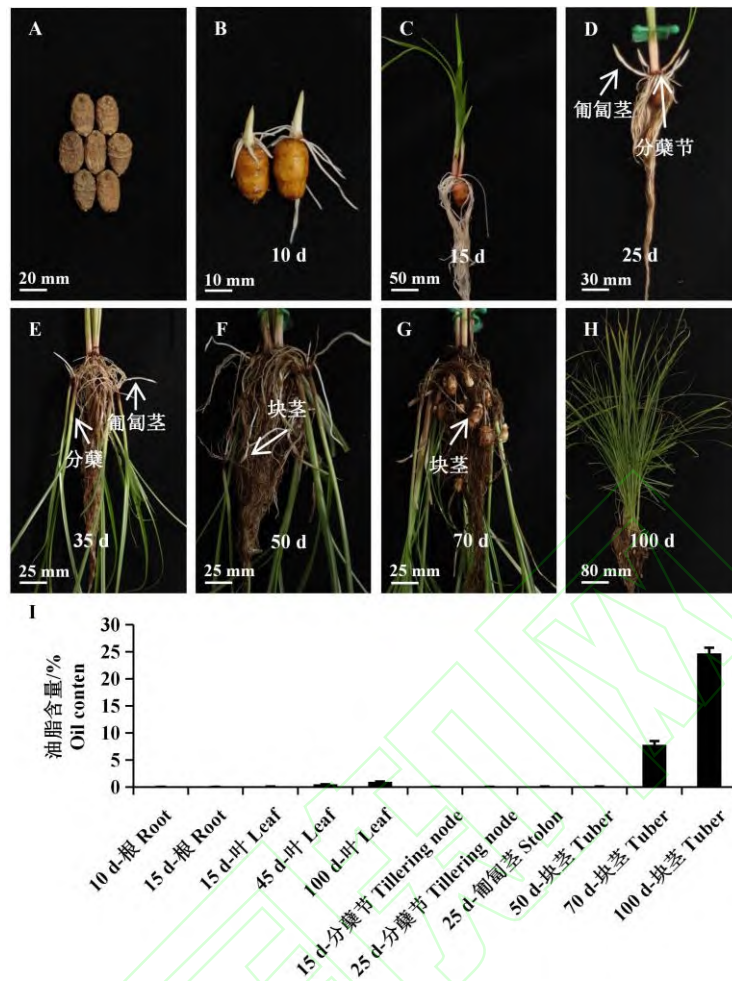 A
20 mm
B
10 d
10 mm
C
15 d
50 mm
D
匍匐茎
分蘖节
25 d
30 mm
E
匍匐茎
分蘖
35 d
25 mm
F
块茎
50 d
25 mm
G
块茎
70 d
25 mm
H
100 d
80 mm
I
油脂含量/%
Oil conten
30
25
20
15
10
5
0
10 d-根 Root
15 d-根 Root
15 d-叶 Leaf
45 d-叶 Leaf
100 d-叶 Leaf
15 d-分蘖节 Tillering node
25 d-分蘖节 Tillering node
25 d-匍匐茎 Stolon
50 d-块茎 Tuber
70 d-块茎 Tuber
100 d-块茎 Tuber